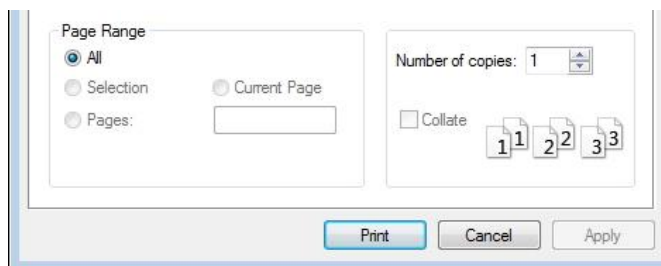 Page Range
All
Selection
Current Page
Pages:
Number of copies: 1
Collate
1 1 2 2 3 3
Print
Cancel
Apply